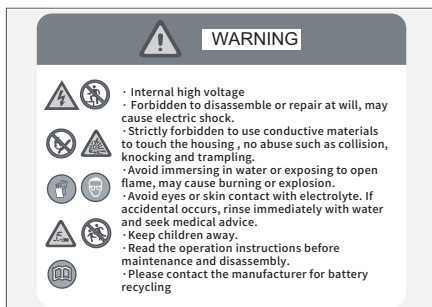 WARNING
· Internal high voltage
· Forbidden to disassemble or repair at will, may
cause electric shock.
·Strictly forbidden to use conductive materials
to touch the housing , no abuse such as collision,
knocking and trampling.
·Avoid immersing in water or exposing to open
flame, may cause burning or explosion.
·Avoid eyes or skin contact with electrolyte. If
accidental occurs, rinse immediately with water
and seek medical advice.
·Keep children away.
·Read the operation instructions before
maintenance and disassembly.
·Please contact the manufacturer for battery
recycling